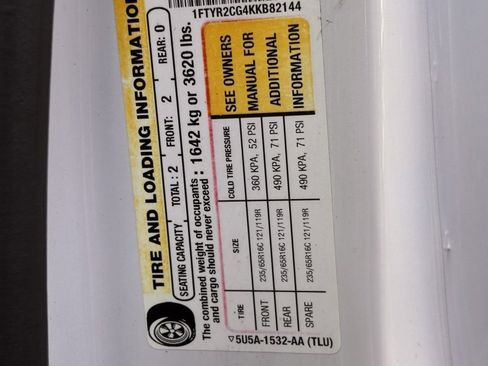 1FTYR2CG4KKB82144
TIRE AND LOADING INFORMATION
SEATING CAPACITY TOTAL: 2 FRONT: 2 REAR: 0
The combined weight of occupants
and cargo should never exceed : 1642 kg or 3620 lbs.
TIRE SIZE COLD TIRE PRESSURE
FRONT 235/65R16C 121/119R 360 KPA, 52 PSI
REAR 235/65R16C 121/119R 490 KPA, 71 PSI
SPARE 235/65R16C 121/119R 490 KPA, 71 PSI
SEE OWNERS
MANUAL FOR
ADDITIONAL
INFORMATION
5U5A-1532-AA (TLU)